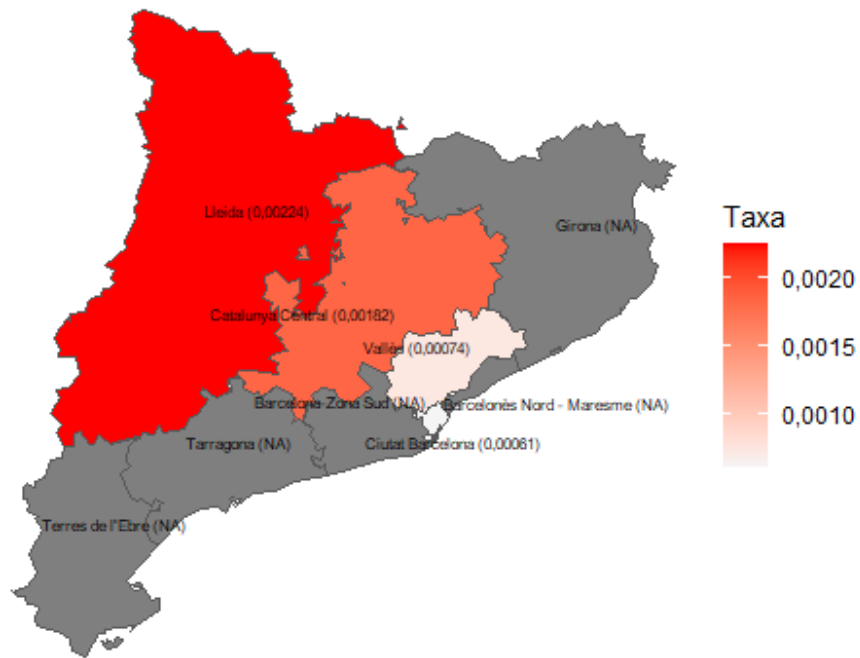 Lleida (0,00224)
Girona (NA)
Catalunya Central (0,00182)
Vallès (0,00074)
Barcelona-Zona Sud (NA)
Barcelonès Nord - Maresme (NA)
Tarragona (NA)
Ciutat Barcelona (0,00061)
Terres de l'Ebre (NA)
Taxa
0,0020
0,0015
0,0010